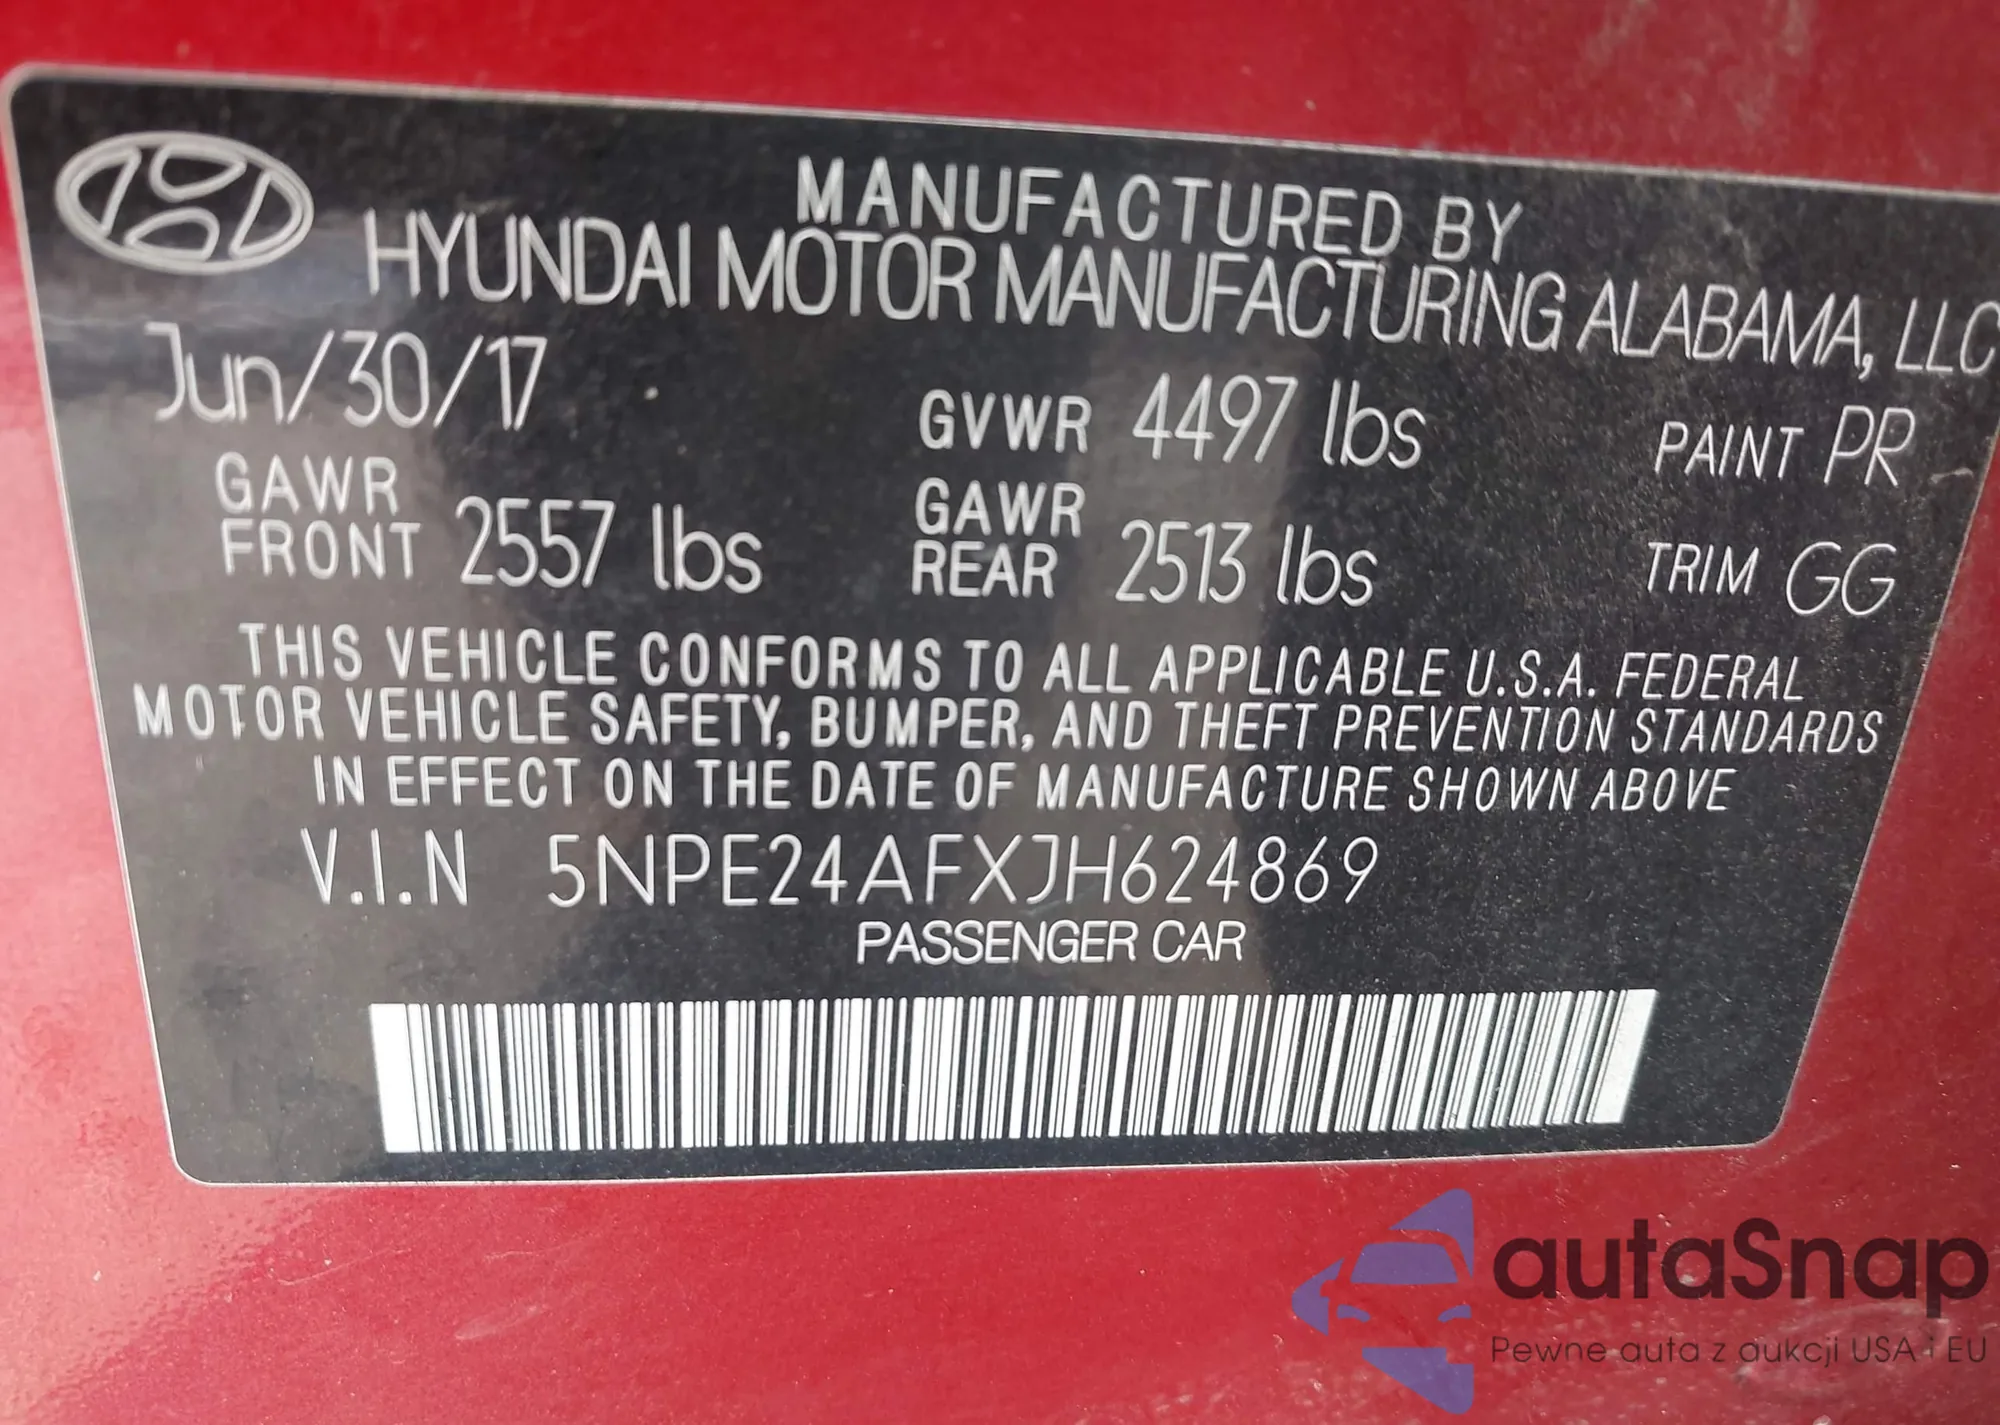 MANUFACTURED BY
HYUNDAI MOTOR MANUFACTURING ALABAMA, LLC
Jun/30/17
GVWR 4497 lbs
PAINT PR
GAWR
FRONT 2557 lbs
GAWR
REAR 2513 lbs
TRIM GG
THIS VEHICLE CONFORMS TO ALL APPLICABLE U.S.A. FEDERAL
MOTOR VEHICLE SAFETY, BUMPER, AND THEFT PREVENTION STANDARDS
IN EFFECT ON THE DATE OF MANUFACTURE SHOWN ABOVE
V.I.N 5NPE24AFXJH624869
PASSENGER CAR
autaSnap
Pewne auta z aukcji USA i EU